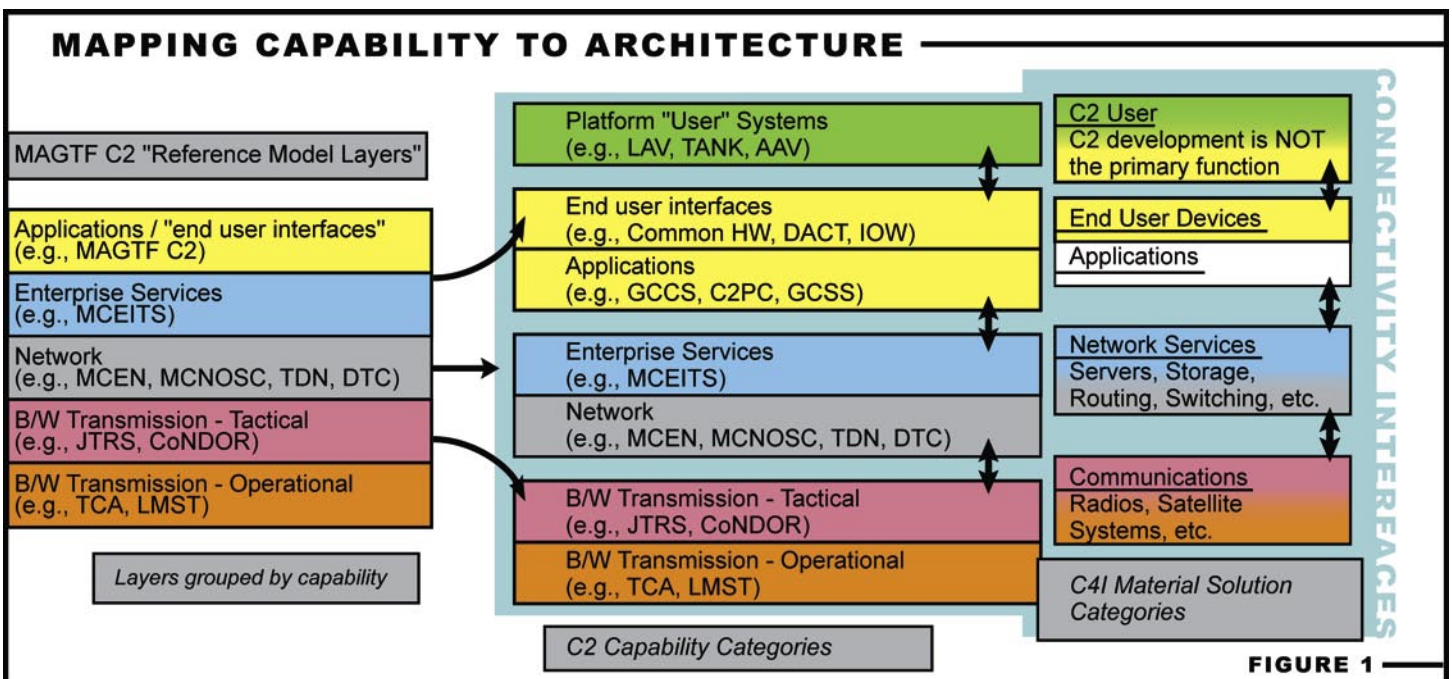 MAPPING CAPABILITY TO ARCHITECTURE
MAGTF C2 "Reference Model Layers"
Applications / "end user interfaces"
(e.g., MAGTF C2)
Enterprise Services
(e.g., MCEITS)
Network
(e.g., MCEN, MCNOSC, TDN, DTC)
B/W Transmission - Tactical
(e.g., JTRS, CoNDOR)
B/W Transmission - Operational
(e.g., TCA, LMST)
Layers grouped by capability
Platform "User" Systems
(e.g., LAV, TANK, AAV)
End user interfaces
(e.g., Common HW, DACT, IOW)
Applications
(e.g., GCCS, C2PC, GCSS)
Enterprise Services
(e.g., MCEITS)
Network
(e.g., MCEN, MCNOSC, TDN, DTC)
B/W Transmission - Tactical
(e.g., JTRS, CoNDOR)
B/W Transmission - Operational
(e.g., TCA, LMST)
C2 Capability Categories
C2 User
C2 development is NOT
the primary function
End User Devices
Applications
Network Services
Servers, Storage,
Routing, Switching, etc.
Communications
Radios, Satellite
Systems, etc.
C4I Material Solution
Categories
CONNECTIVITY INTEREACES
FIGURE 1